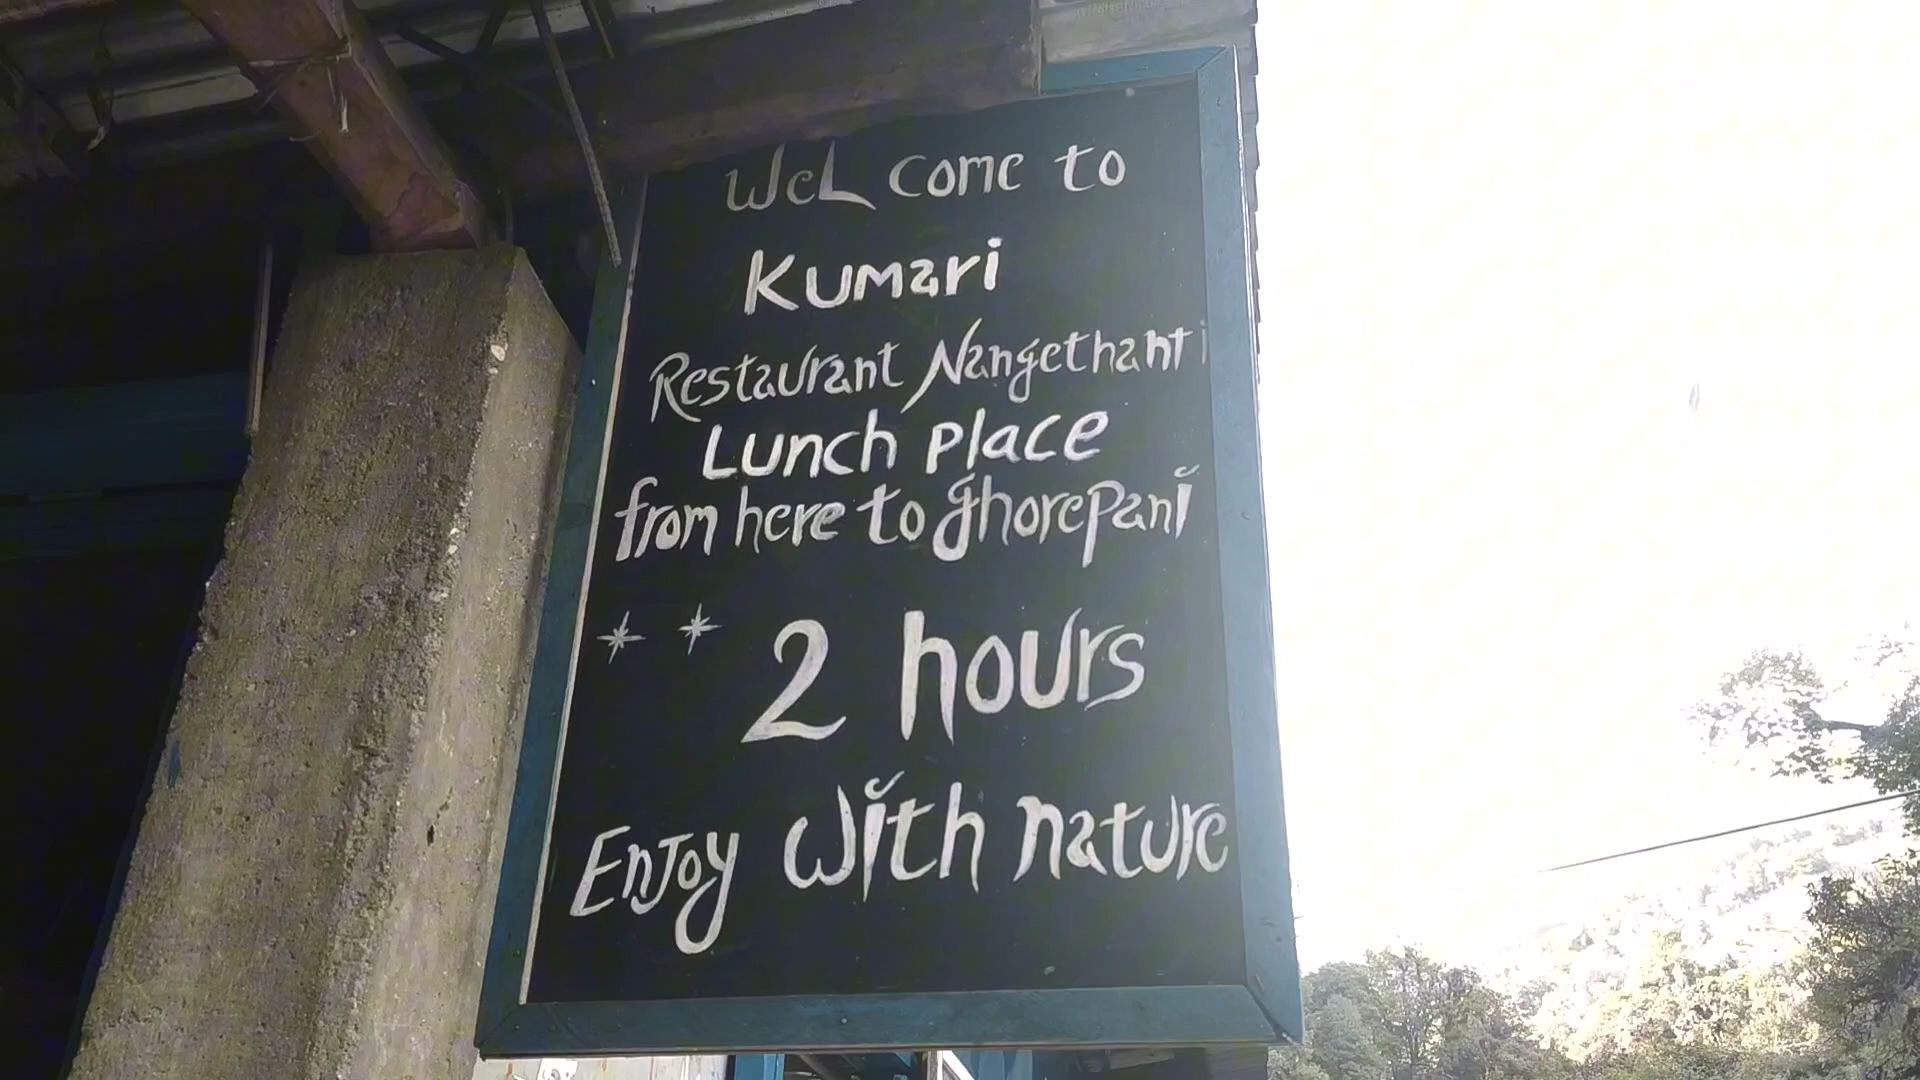 WeLcome to
Kumari
Restaurant Nangethanti
Lunch place
from here to ghorepani
** 2 hours
Enjoy with nature